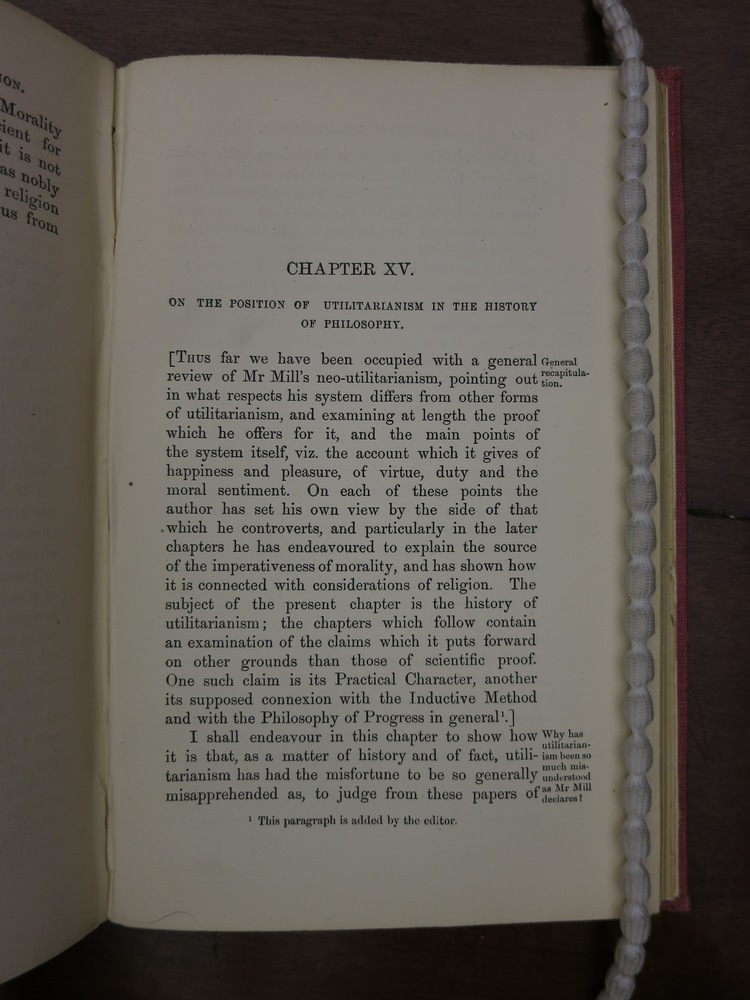 ION.
Morality
cient for
it is not
as nobly
religion
us from
CHAPTER XV.
ON THE POSITION OF UTILITARIANISM IN THE HISTORY
OF PHILOSOPHY.
[THUS far we have been occupied with a general
review of Mr Mill's neo-utilitarianism, pointing out
in what respects his system differs from other forms
of utilitarianism, and examining at length the proof
which he offers for it, and the main points of
the system itself, viz. the account which it gives of
happiness and pleasure, of virtue, duty and the
moral sentiment. On each of these points the
author has set his own view by the side of that
which he controverts, and particularly in the later
chapters he has endeavoured to explain the source
of the imperativeness of morality, and has shown how
it is connected with considerations of religion. The
subject of the present chapter is the history of
utilitarianism; the chapters which follow contain
an examination of the claims which it puts forward
on other grounds than those of scientific proof.
One such claim is its Practical Character, another
its supposed connexion with the Inductive Method
and with the Philosophy of Progress in general¹.]
I shall endeavour in this chapter to show how
it is that, as a matter of history and of fact, utili-
tarianism has had the misfortune to be so generally
misapprehended as, to judge from these papers of
General
recapitula-
tion.
Why has
utilitarian-
ism been so
much mis-
understood
as Mr Mill
declares?
¹ This paragraph is added by the editor.